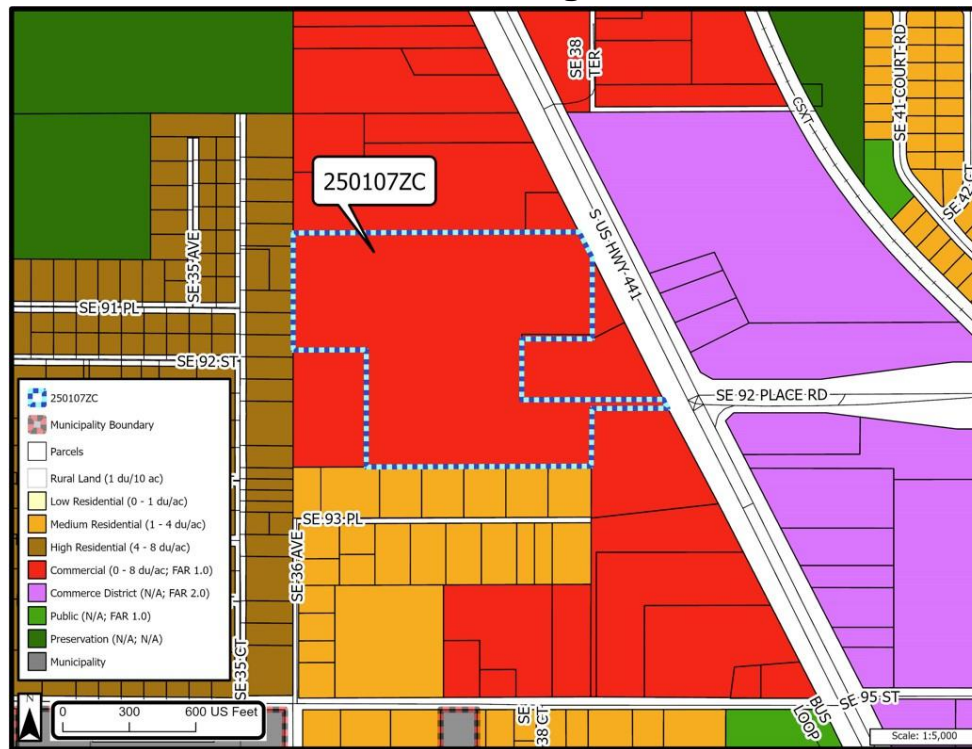 SE 38
TER
SE 41 COURT RD
CSXT
SE 42 CT
250107ZC
SE 35 AVE
S US HWY 441
SE 91 PL
SE 92 ST
SE 92 PLACE RD
250107ZC
Municipality Boundary
Parcels
Rural Land (1 du/10 ac)
Low Residential (0 - 1 du/ac)
Medium Residential (1 - 4 du/ac)
High Residential (4 - 8 du/ac)
Commercial (0 - 8 du/ac; FAR 1.0)
Commerce District (N/A; FAR 2.0)
Public (N/A; FAR 1.0)
Preservation (N/A; N/A)
Municipality
SE 93 PL
SE 36 AVE
SE 35 CT
SE 95 ST
BUS
LOOP
SE
38 CT
N
0 300 600 US Feet
Scale: 1:5,000